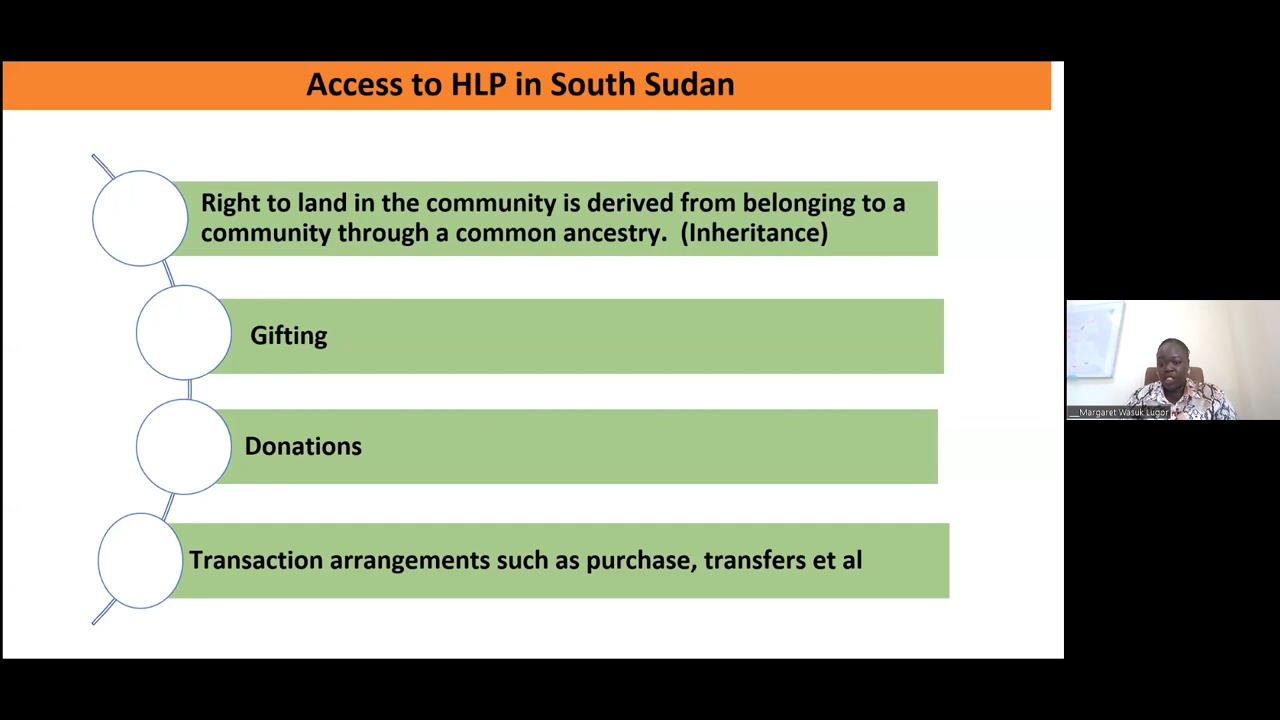 Access to HLP in South Sudan
Right to land in the community is derived from belonging to a
community through a common ancestry. (Inheritance)
Gifting
Donations
Transaction arrangements such as purchase, transfers et al
__Margaret Wasuk Lugor